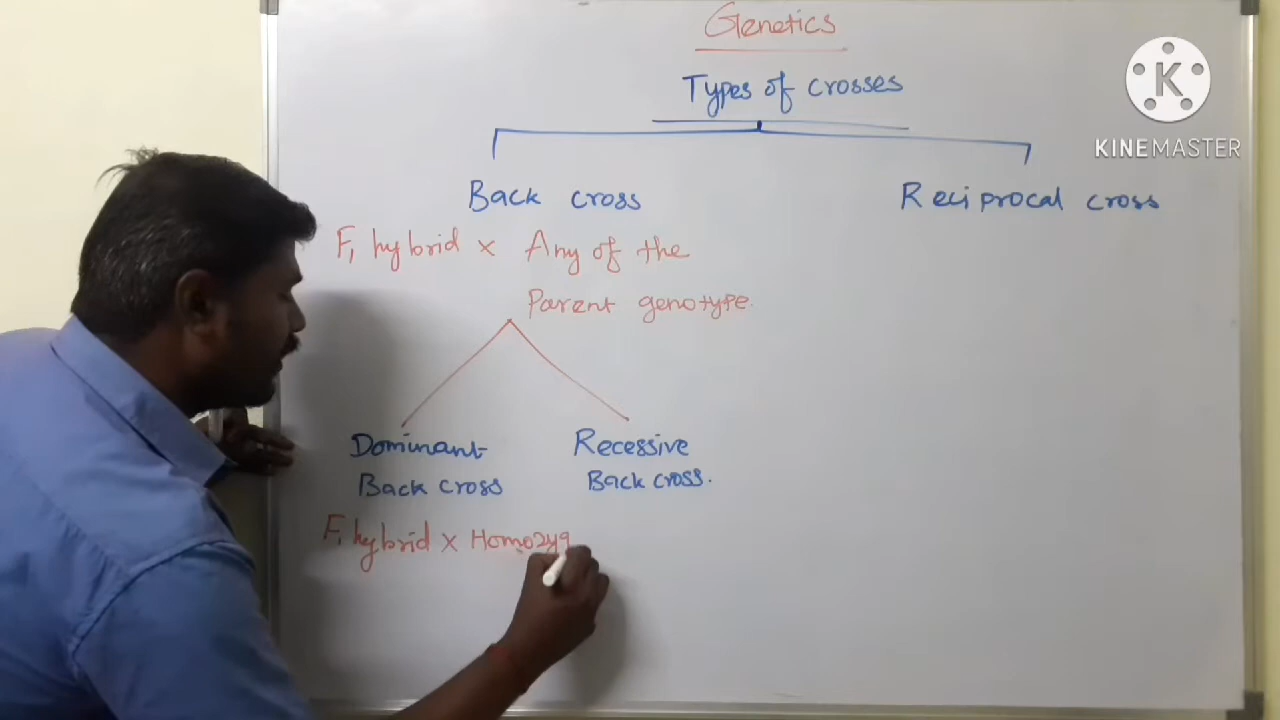 Genetics
Types of crosses
KINEMASTER
Back cross
Reciprocal cross
F1 hybrid × Any of the
Parent genotype.
Dominant
Back cross
Recessive
Back cross.
F1 hybrid × Homozyg